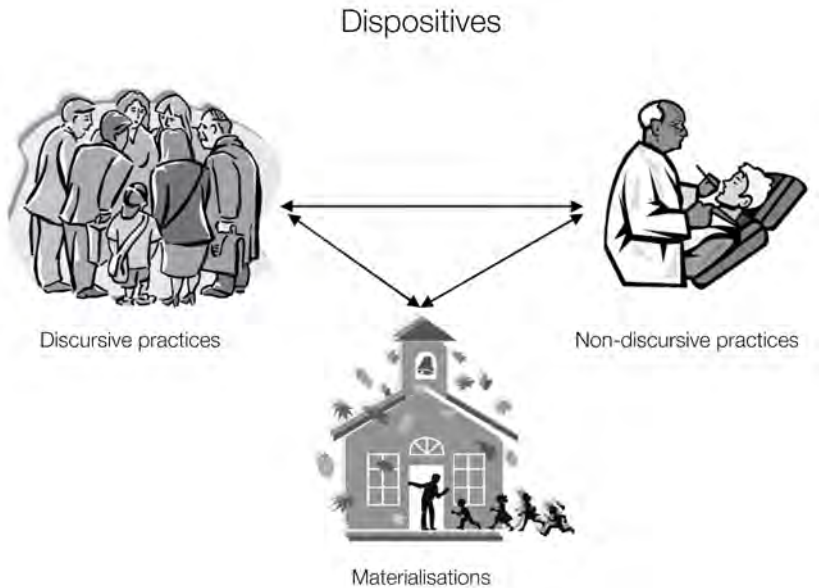 Dispositives
Discursive practices
Non-discursive practices
Materialisations